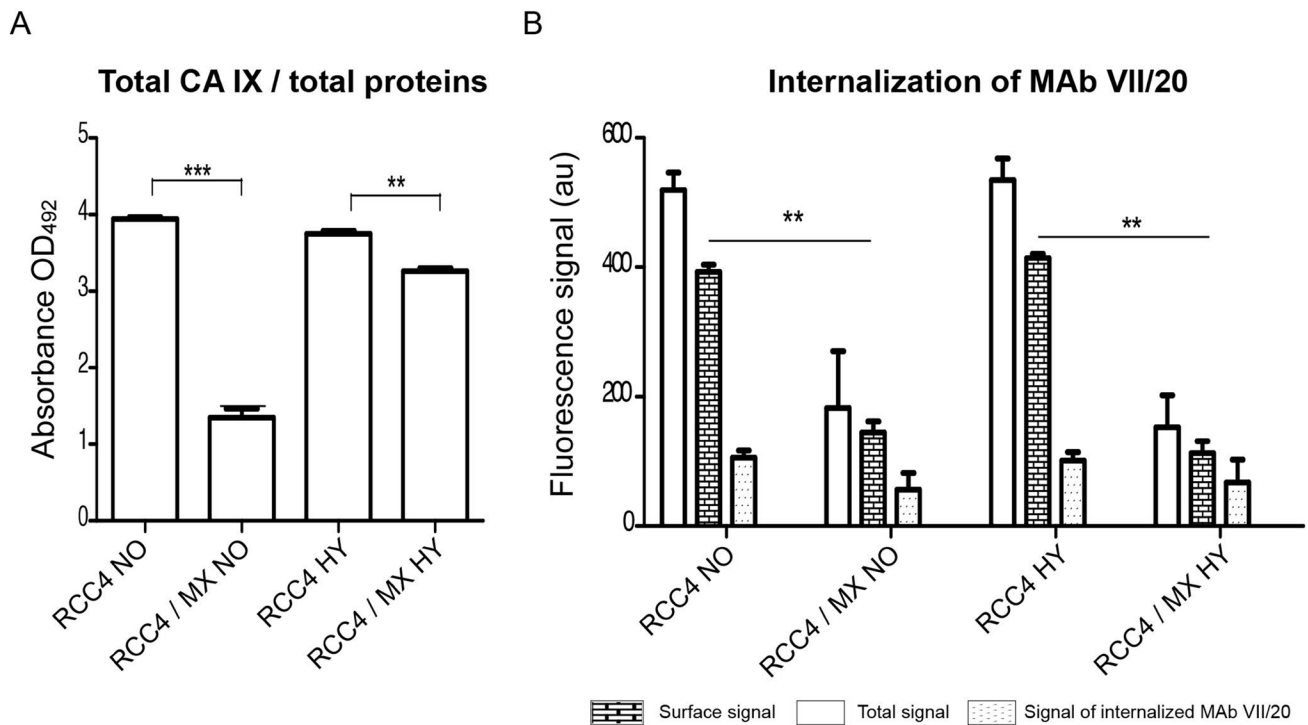 A
Total CA IX / total proteins
Absorbance OD492
5
4
3
2
1
0
***
**
RCC4 NO
RCC4 / MX NO
RCC4 HY
RCC4 / MX HY
B
Internalization of MAb VII/20
Fluorescence signal (au)
600
400
200
0
**
**
RCC4 NO
RCC4 / MX NO
RCC4 HY
RCC4 / MX HY
Surface signal
Total signal
Signal of internalized MAb VII/20